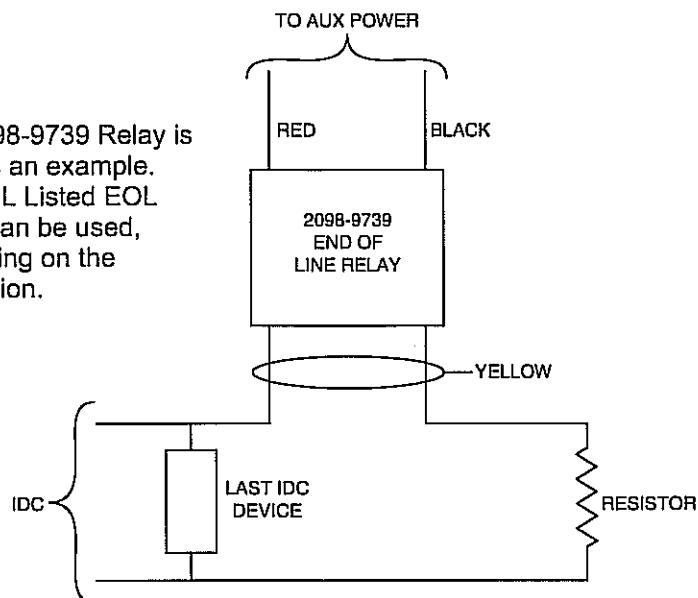 TO AUX POWER
RED
BLACK
98-9739 Relay is
an example.
L Listed EOL
an be used,
ing on the
ion.
2098-9739
END OF
LINE RELAY
YELLOW
IDC
LAST IDC
DEVICE
RESISTOR